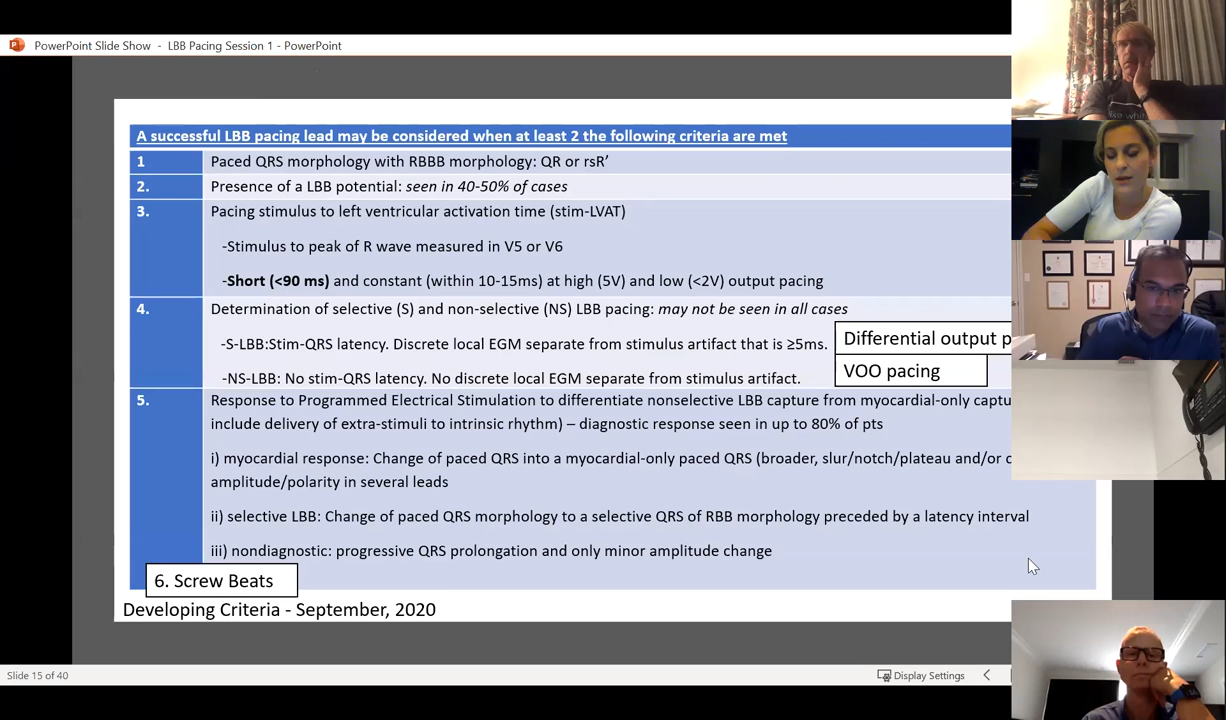 PowerPoint Slide Show - LBB Pacing Session 1 - PowerPoint
A successful LBB pacing lead may be considered when at least 2 the following criteria are met
1 Paced QRS morphology with RBBB morphology: QR or rsR’
2. Presence of a LBB potential: seen in 40-50% of cases
3. Pacing stimulus to left ventricular activation time (stim-LVAT)
-Stimulus to peak of R wave measured in V5 or V6
-Short (<90 ms) and constant (within 10-15ms) at high (5V) and low (<2V) output pacing
4. Determination of selective (S) and non-selective (NS) LBB pacing: may not be seen in all cases
-S-LBB:Stim-QRS latency. Discrete local EGM separate from stimulus artifact that is ≥5ms.
Differential output p
-NS-LBB: No stim-QRS latency. No discrete local EGM separate from stimulus artifact.
VOO pacing
5. Response to Programmed Electrical Stimulation to differentiate nonselective LBB capture from myocardial-only captu
include delivery of extra-stimuli to intrinsic rhythm) – diagnostic response seen in up to 80% of pts
i) myocardial response: Change of paced QRS into a myocardial-only paced QRS (broader, slur/notch/plateau and/or
amplitude/polarity in several leads
ii) selective LBB: Change of paced QRS morphology to a selective QRS of RBB morphology preceded by a latency interval
iii) nondiagnostic: progressive QRS prolongation and only minor amplitude change
6. Screw Beats
Developing Criteria - September, 2020
Slide 15 of 40
Display Settings